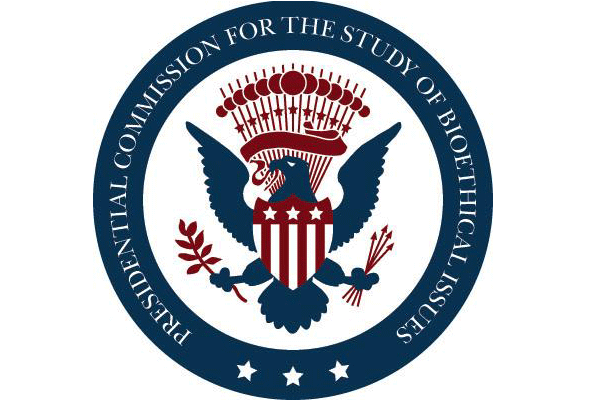 PRESIDENTIAL COMMISSION FOR THE STUDY OF BIOETHICAL ISSUES